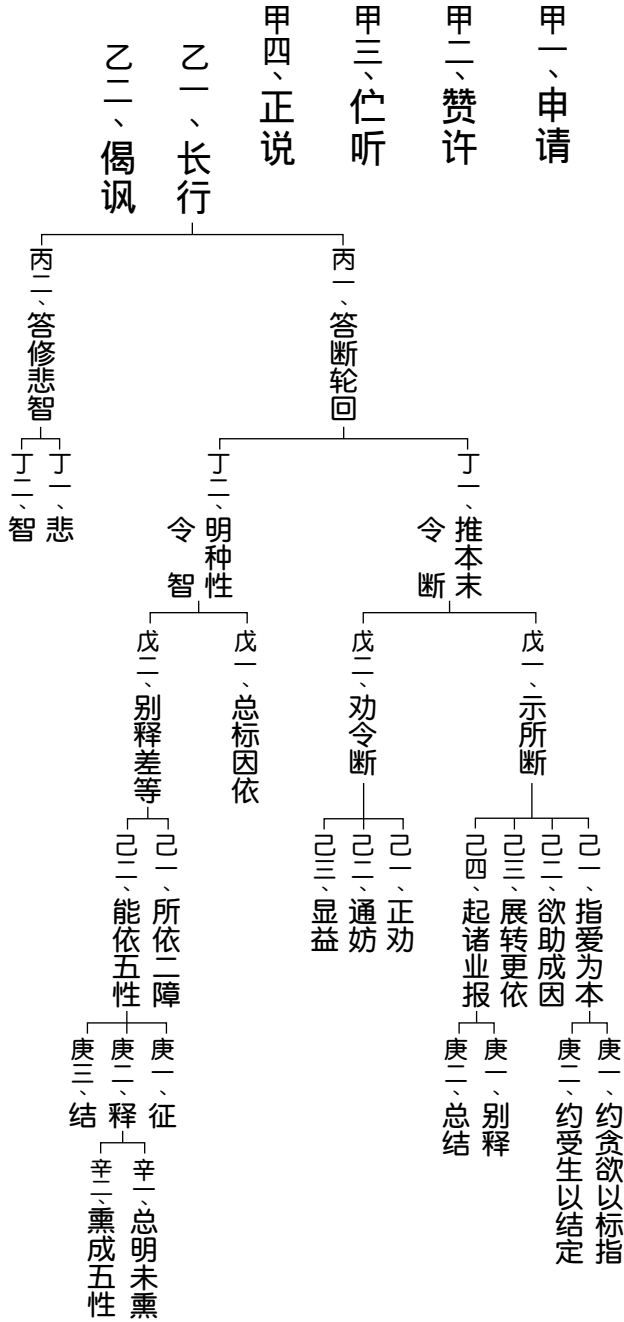 甲一、申请
甲二、赞许
甲三、伫听
甲四、正说
乙一、长行
乙二、偈讽
丙一、答断轮回
丙二、答修悲智
丁一、推本末
令断
丁二、明种性
令智
丁一、悲
丁二、智
戊一、示所断
戊二、劝令断
戊一、总标因依
戊二、别释差等
己一、指爱为本
己二、欲助成因
己三、展转更依
己四、起诸业报
己一、正劝
己二、通妨
己三、显益
己一、所依二障
己二、能依五性
庚一、约贪欲以标指
庚二、约受生以结定
庚一、别释
庚二、总结
庚一、征
庚二、释
庚三、结
辛一、总明未熏
辛二、熏成五性